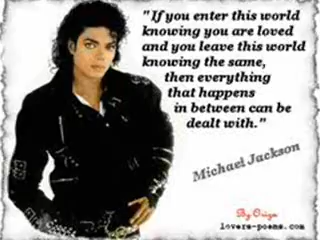 "If you enter this world
knowing you are loved
and you leave this world
knowing the same,
then everything
that happens
in between can be
dealt with."
Michael Jackson
By Origa
lovers-poems.com